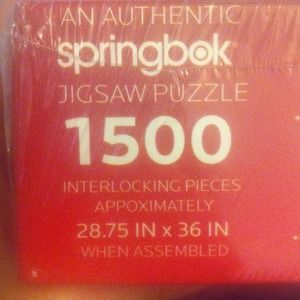 AN AUTHENTIC
springbok
JIGSAW PUZZLE
1500
INTERLOCKING PIECES
APPOXIMATELY
28.75 IN x 36 IN
WHEN ASSEMBLED